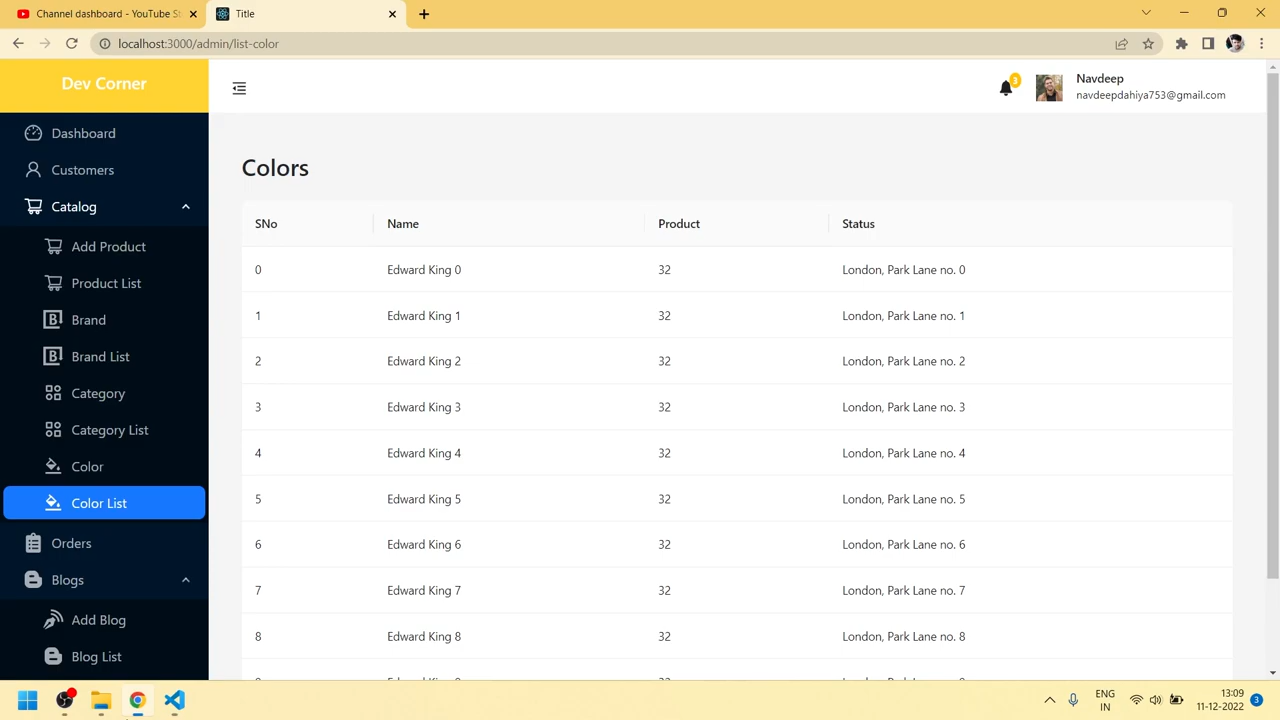 Channel dashboard - YouTube St
Title
localhost:3000/admin/list-color
Dev Corner
3
Navdeep
navdeepdahiya753@gmail.com
Dashboard
Customers
Catalog
Add Product
Product List
Brand
Brand List
Category
Category List
Color
Color List
Orders
Blogs
Add Blog
Blog List
Colors
SNo Name Product Status
0 Edward King 0 32 London, Park Lane no. 0
1 Edward King 1 32 London, Park Lane no. 1
2 Edward King 2 32 London, Park Lane no. 2
3 Edward King 3 32 London, Park Lane no. 3
4 Edward King 4 32 London, Park Lane no. 4
5 Edward King 5 32 London, Park Lane no. 5
6 Edward King 6 32 London, Park Lane no. 6
7 Edward King 7 32 London, Park Lane no. 7
8 Edward King 8 32 London, Park Lane no. 8
ENG
IN
13:09
11-12-2022
3